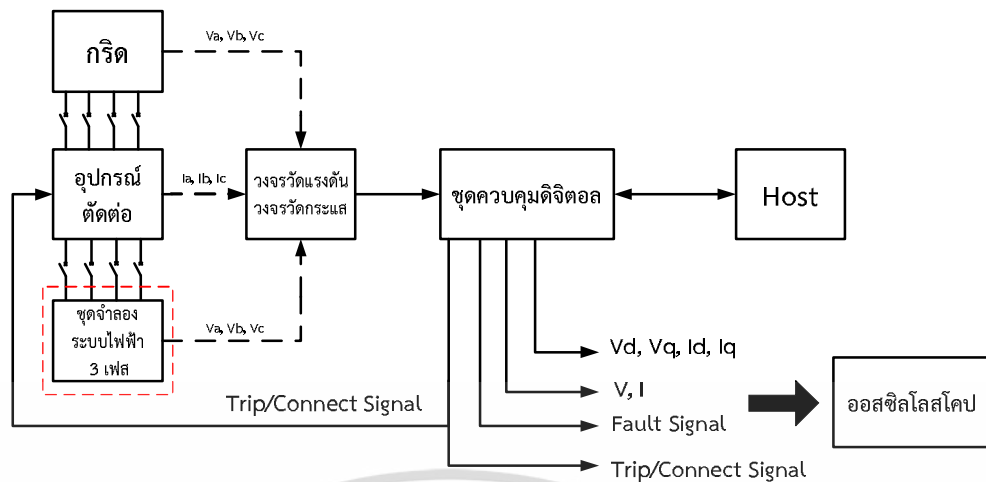 กริด
Va, Vb, Vc
อุปกรณ์
ตัดต่อ
Ia, Ib, Ic
วงจรวัดแรงดัน
วงจรวัดกระแส
ชุดควบคุมดิจิตอล
Host
ชุดจำลอง
ระบบไฟฟ้า
3 เฟส
Va, Vb, Vc
Vd, Vq, Id, Iq
V, I
Trip/Connect Signal
Fault Signal
Trip/Connect Signal
ออสซิลโลสโคป